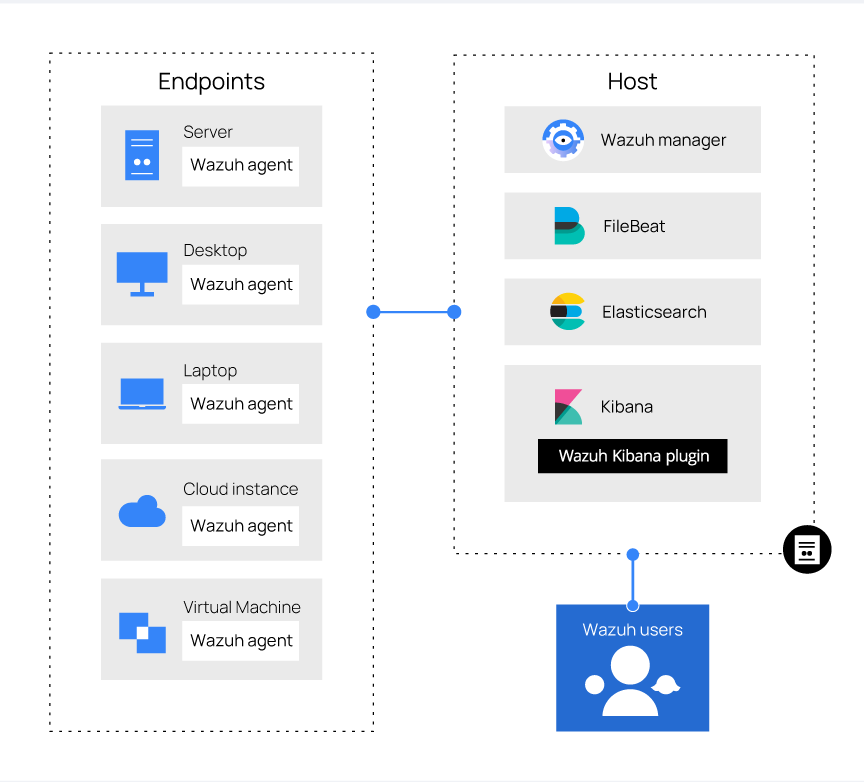 Endpoints
Server
Wazuh agent
Desktop
Wazuh agent
Laptop
Wazuh agent
Cloud instance
Wazuh agent
Virtual Machine
Wazuh agent
Host
Wazuh manager
FileBeat
Elasticsearch
Kibana
Wazuh Kibana plugin
Wazuh users